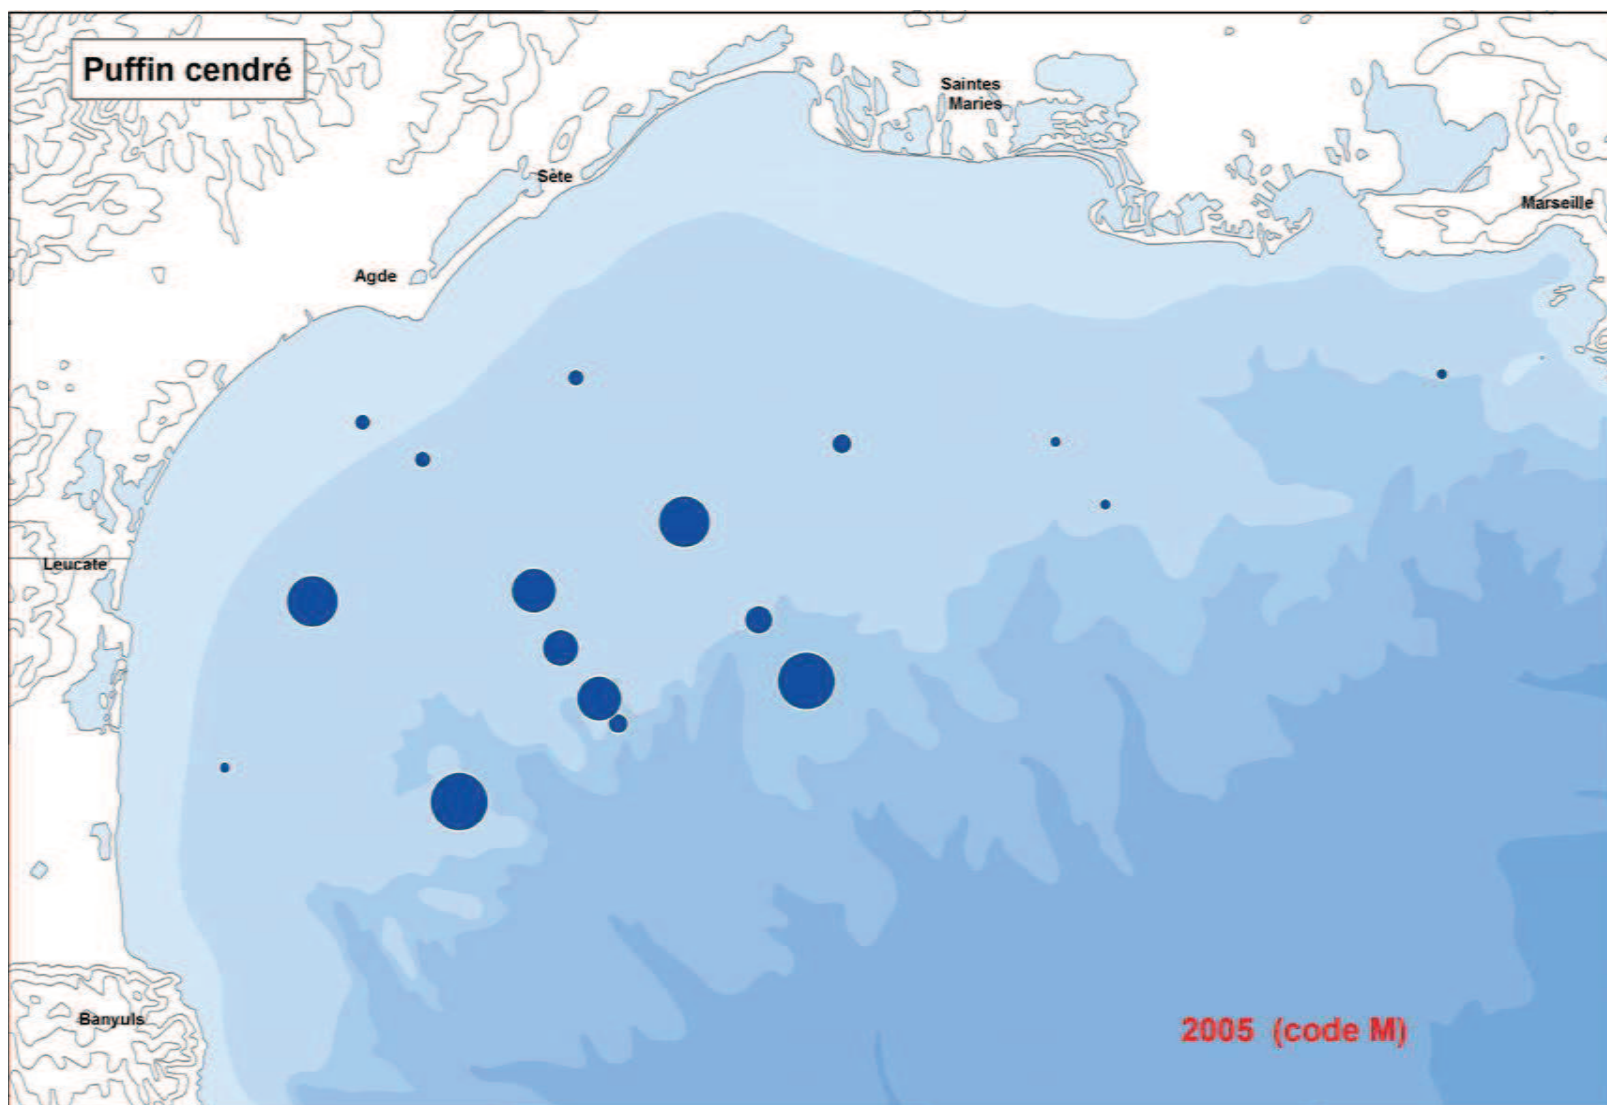 Puffin cendré
Saintes
Maries
Sète
Marseille
Agde
Leucate
Banyuls
2005 (code M)